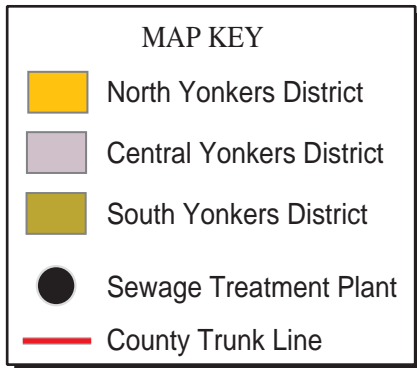 MAP KEY
North Yonkers District
Central Yonkers District
South Yonkers District
Sewage Treatment Plant
County Trunk Line